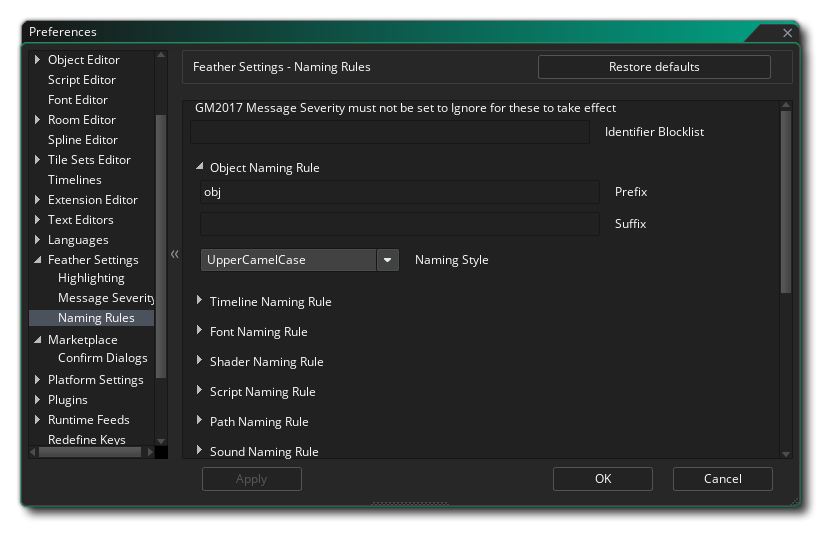 Preferences
Object Editor
Script Editor
Font Editor
Room Editor
Spline Editor
Tile Sets Editor
Timelines
Extension Editor
Text Editors
Languages
Feather Settings
Highlighting
Message Severity
Naming Rules
Marketplace
Confirm Dialogs
Platform Settings
Plugins
Runtime Feeds
Redefine Keys
Feather Settings - Naming Rules
Restore defaults
GM2017 Message Severity must not be set to Ignore for these to take effect
Identifier Blocklist
Object Naming Rule
obj Prefix
Suffix
UpperCamelCase Naming Style
Timeline Naming Rule
Font Naming Rule
Shader Naming Rule
Script Naming Rule
Path Naming Rule
Sound Naming Rule
Apply OK Cancel